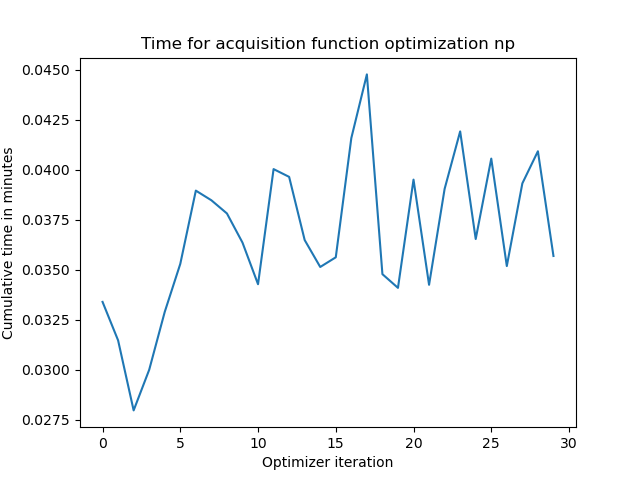 Time for acquisition function optimization np
0.0450
0.0425
0.0400
0.0375
0.0350
0.0325
0.0300
0.0275
Cumulative time in minutes
0 5 10 15 20 25 30
Optimizer iteration